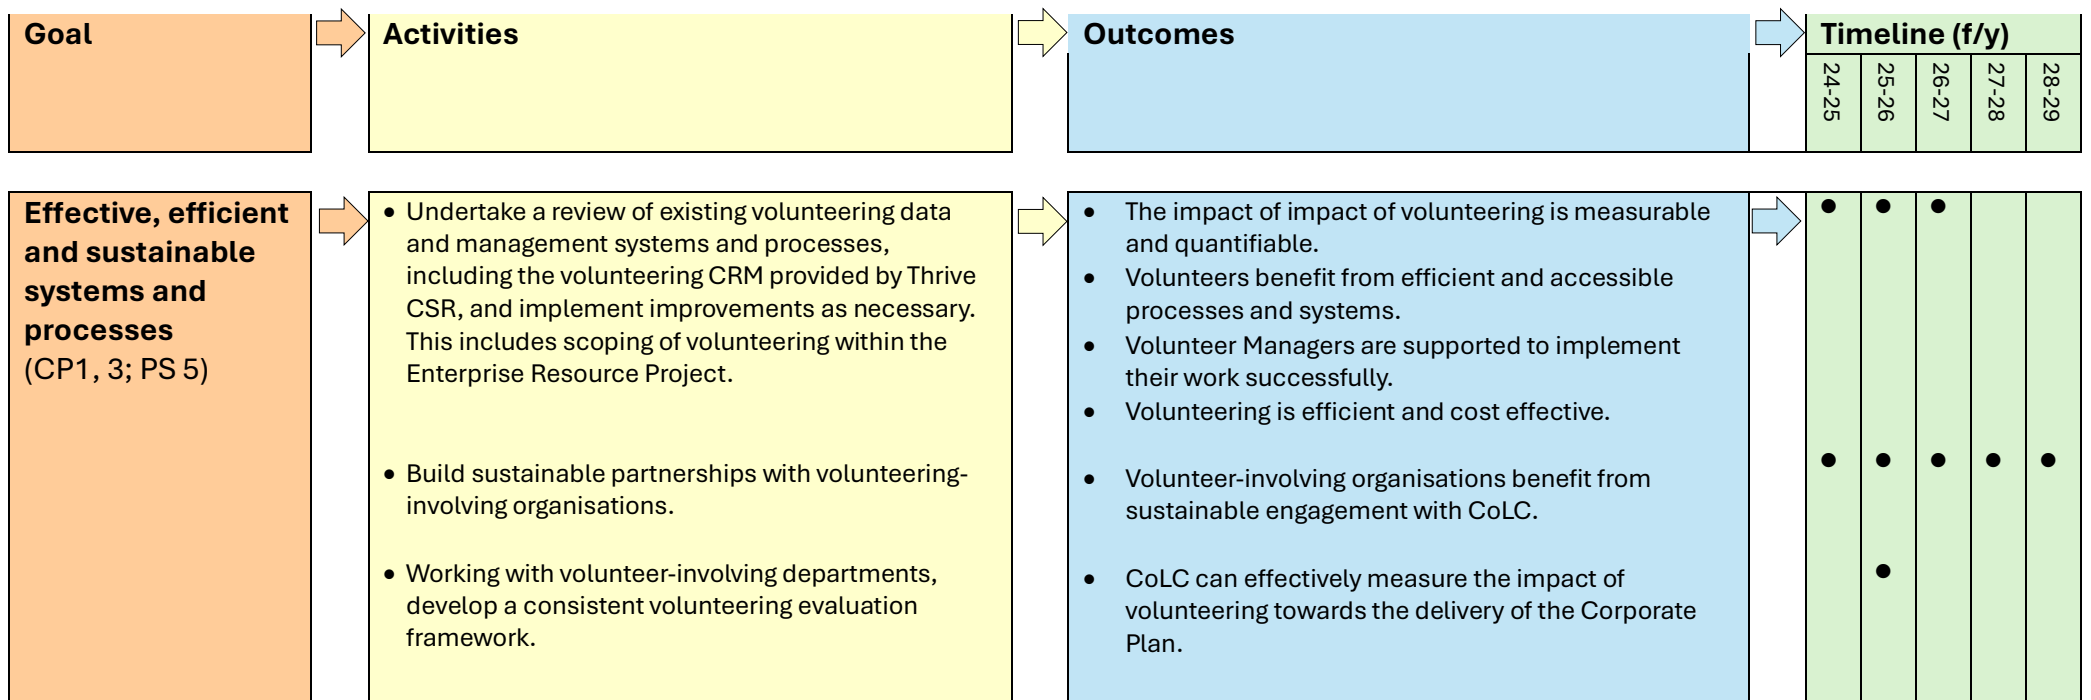 Goal
Activities
Outcomes
Timeline (f/y)
24-25
25-26
26-27
27-28
28-29
Effective, efficient
and sustainable
systems and
processes
(CP1, 3; PS 5)
• Undertake a review of existing volunteering data
and management systems and processes,
including the volunteering CRM provided by Thrive
CSR, and implement improvements as necessary.
This includes scoping of volunteering within the
Enterprise Resource Project.
• Build sustainable partnerships with volunteering-
involving organisations.
• Working with volunteer-involving departments,
develop a consistent volunteering evaluation
framework.
• The impact of impact of volunteering is measurable
and quantifiable.
• Volunteers benefit from efficient and accessible
processes and systems.
• Volunteer Managers are supported to implement
their work successfully.
• Volunteering is efficient and cost effective.
• Volunteer-involving organisations benefit from
sustainable engagement with CoLC.
• CoLC can effectively measure the impact of
volunteering towards the delivery of the Corporate
Plan.
● ● ●
● ● ● ● ●
●